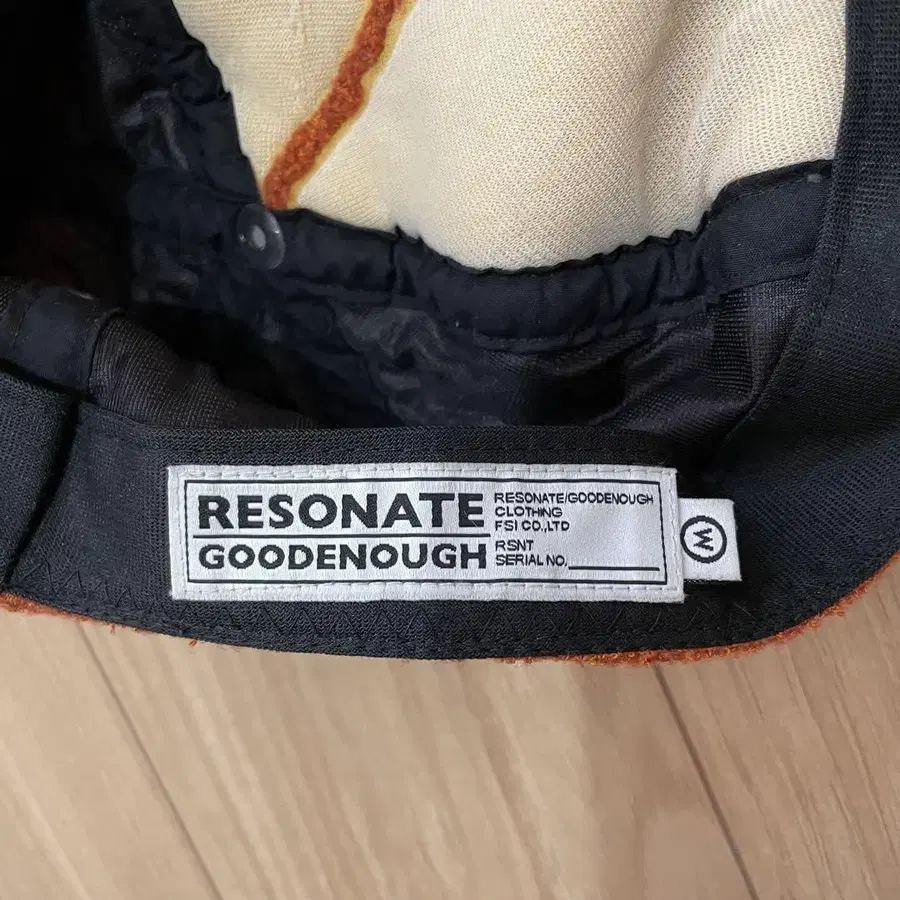 RESONATE
GOODENOUGH
RESONATE/GOODENOUGH
CLOTHING
FSI CO.,LTD
RSNT
SERIAL NO.
M